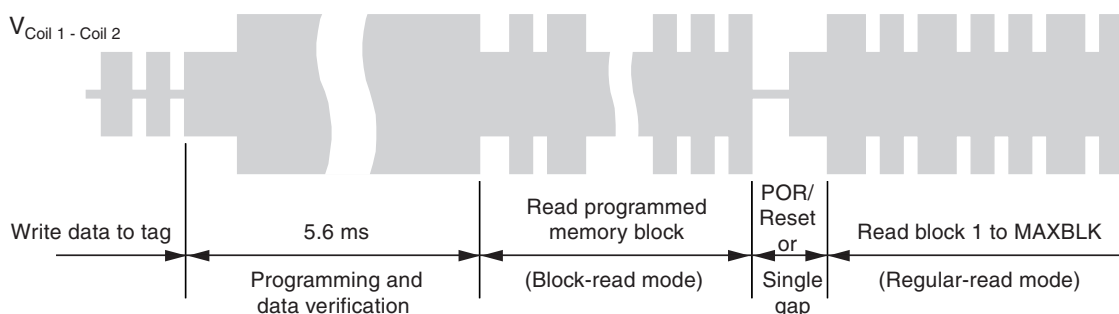 V Coil 1 - Coil 2
Write data to tag
5.6 ms
Programming and
data verification
Read programmed
memory block
(Block-read mode)
POR/
Reset
or
Single
gap
Read block 1 to MAXBLK
(Regular-read mode)